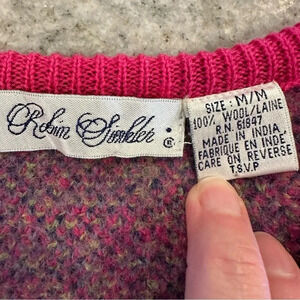 Robin Sunkler ®
SIZE: M/M
100% WOOL/LAINE
R.N. 61847
MADE IN INDIA
FABRIQUE EN INDE'
CARE ON REVERSE
T.S.V.P